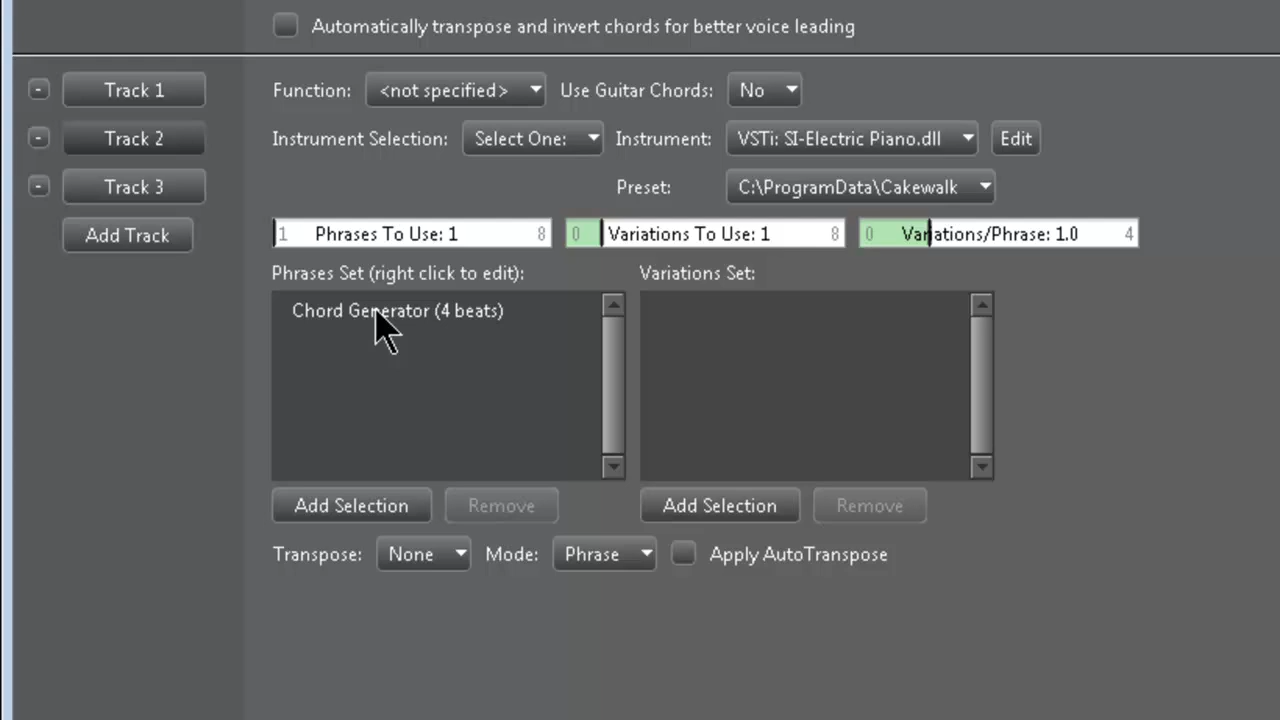 Automatically transpose and invert chords for better voice leading
- Track 1 Function: <not specified> Use Guitar Chords: No
- Track 2 Instrument Selection: Select One: Instrument: VSTi: SI-Electric Piano.dll Edit
- Track 3 Preset: C:\ProgramData\Cakewalk
Add Track 1 Phrases To Use: 1 8 0 Variations To Use: 1 8 0 Variations/Phrase: 1.0 4
Phrases Set (right click to edit): Variations Set:
Chord Generator (4 beats)
Add Selection Remove Add Selection Remove
Transpose: None Mode: Phrase Apply AutoTranspose